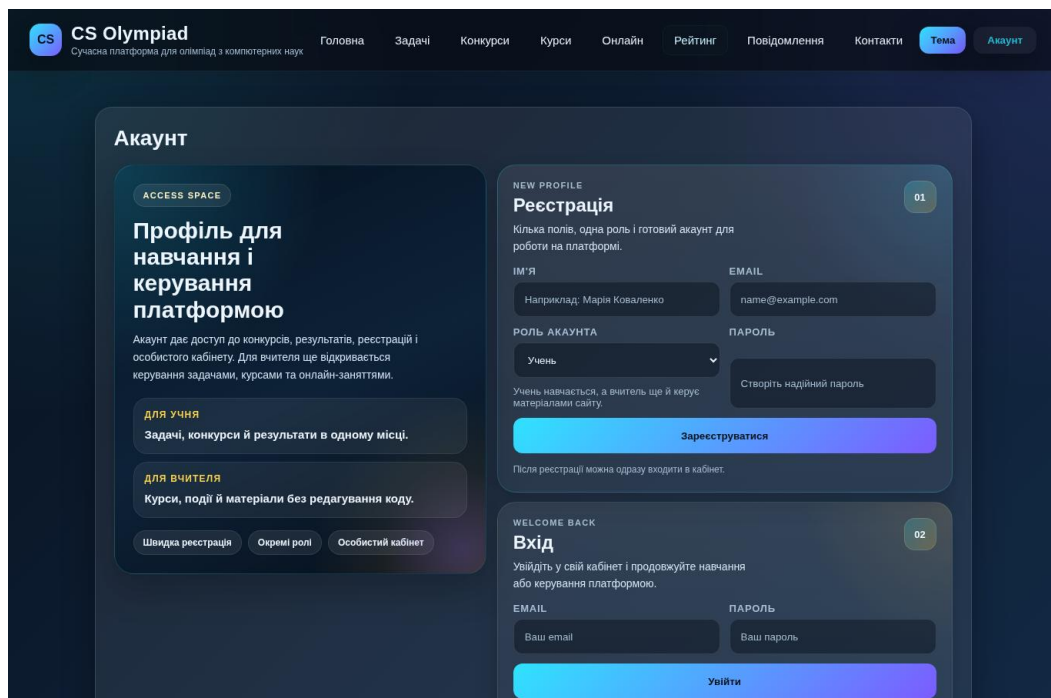 CS
CS Olympiad
Сучасна платформа для олімпіад з компютерних наук
Головна
Задачі
Конкурси
Курси
Онлайн
Рейтинг
Повідомлення
Контакти
Тема
Акаунт
Акаунт
ACCESS SPACE
Профіль для
навчання і
керування
платформою
Акаунт дає доступ до конкурсів, результатів, реєстрацій і
особистого кабінету. Для вчителя ще відкривається
керування задачами, курсами та онлайн-заняттями.
ДЛЯ УЧНЯ
Задачі, конкурси й результати в одному місці.
ДЛЯ ВЧИТЕЛЯ
Курси, події й матеріали без редагування коду.
Швидка реєстрація
Окремі ролі
Особистий кабінет
NEW PROFILE
01
Реєстрація
Кілька полів, одна роль і готовий акаунт для
роботи на платформі.
ІМ'Я
EMAIL
Наприклад: Марія Коваленко
name@example.com
РОЛЬ АКАУНТА
ПАРОЛЬ
Учень
Створіть надійний пароль
Учень навчається, а вчитель ще й керує
матеріалами сайту.
Зареєструватися
Після реєстрації можна одразу входити в кабінет.
WELCOME BACK
02
Вхід
Увійдіть у свій кабінет і продовжуйте навчання
або керування платформою.
EMAIL
ПАРОЛЬ
Ваш email
Ваш пароль
Увійти